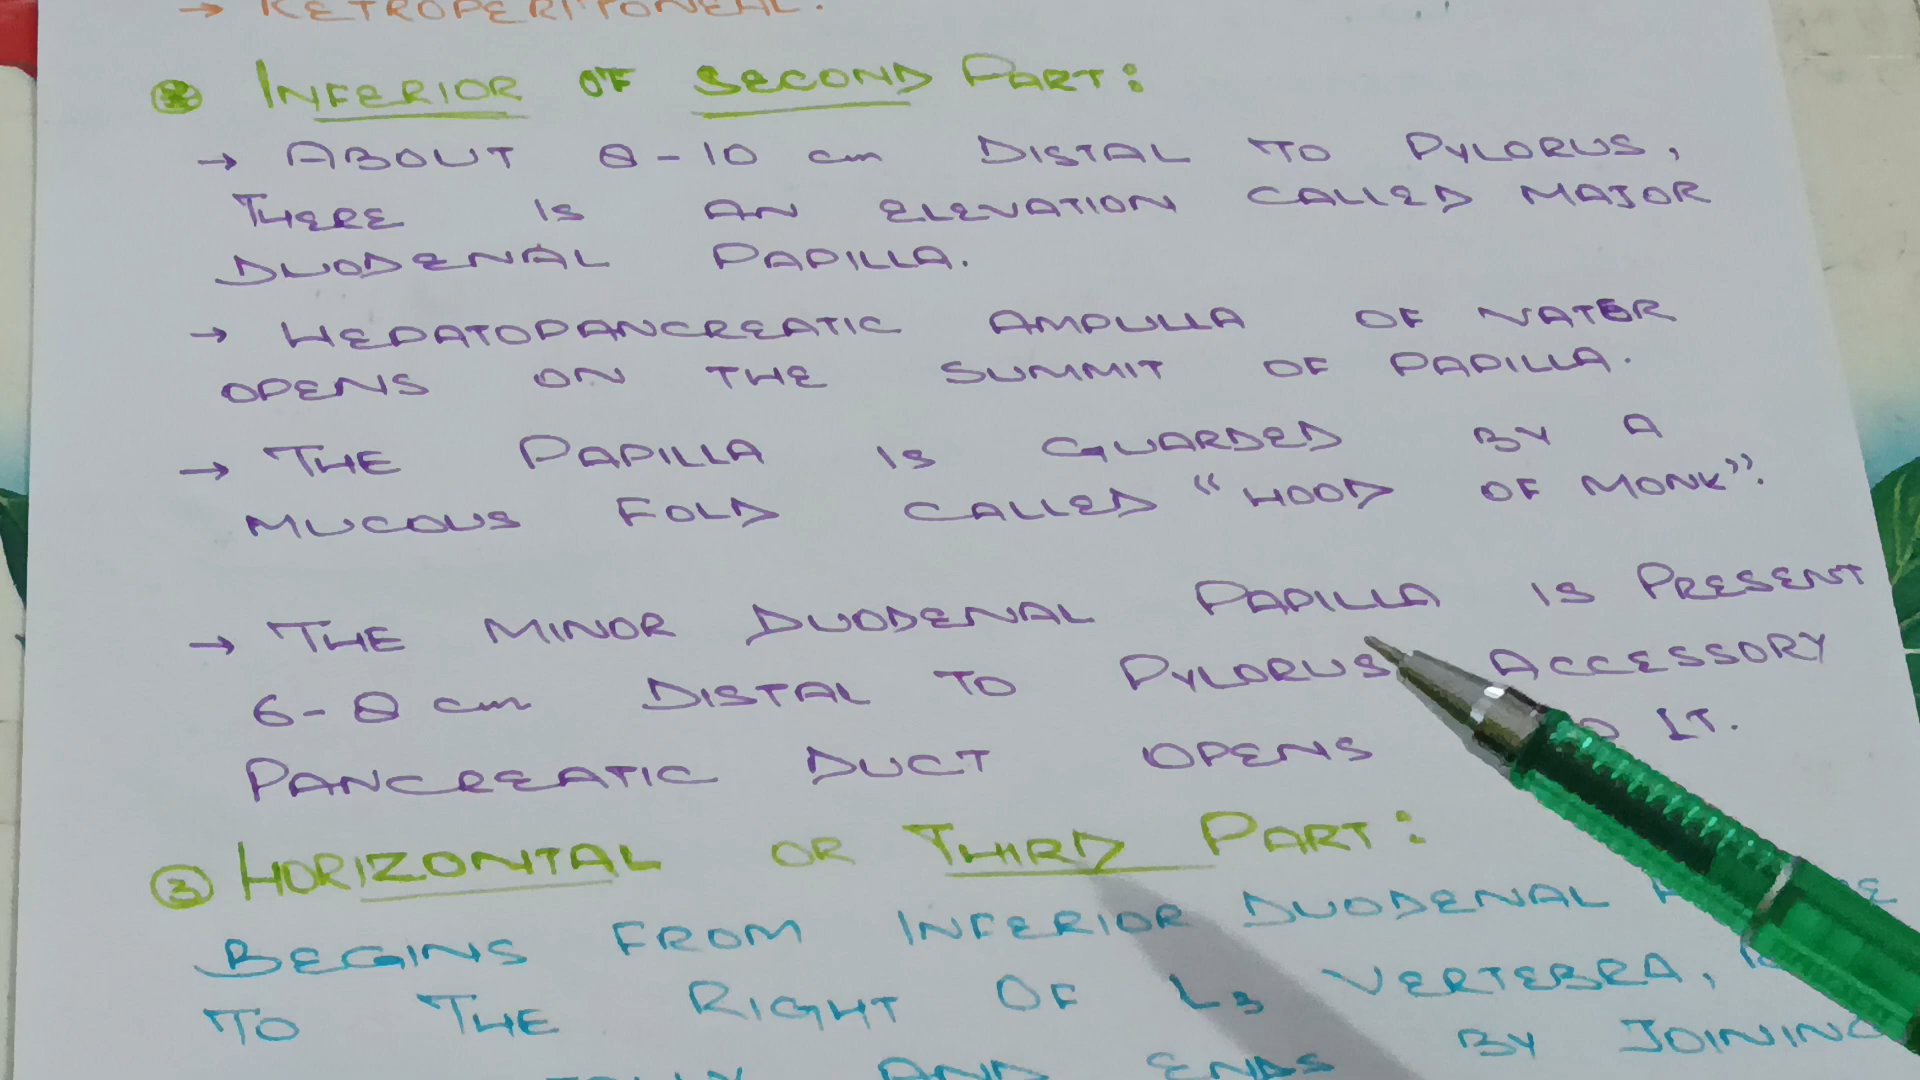 → RETROPERITONEAL.
INFERIOR OF SECOND PART:
→ ABOUT 8-10 cm DISTAL TO PYLORUS,
THERE IS AN ELEVATION CALLED MAJOR
DUODENAL PAPILLA.
→ HEPATOPANCREATIC AMPULLA OF VATER
OPENS ON THE SUMMIT OF PAPILLA.
→ THE PAPILLA IS GUARDED BY A
MUCOUS FOLD CALLED "HOOD OF MONK".
→ THE MINOR DUODENAL PAPILLA IS PRESENT
6-8 cm DISTAL TO PYLORUS ACCESSORY
PANCREATIC DUCT OPENS IT.
③ HORIZONTAL OR THIRD PART:
BEGINS FROM INFERIOR DUODENAL
TO THE RIGHT OF L3 VERTEBRA,
AND ENDS BY JOINING